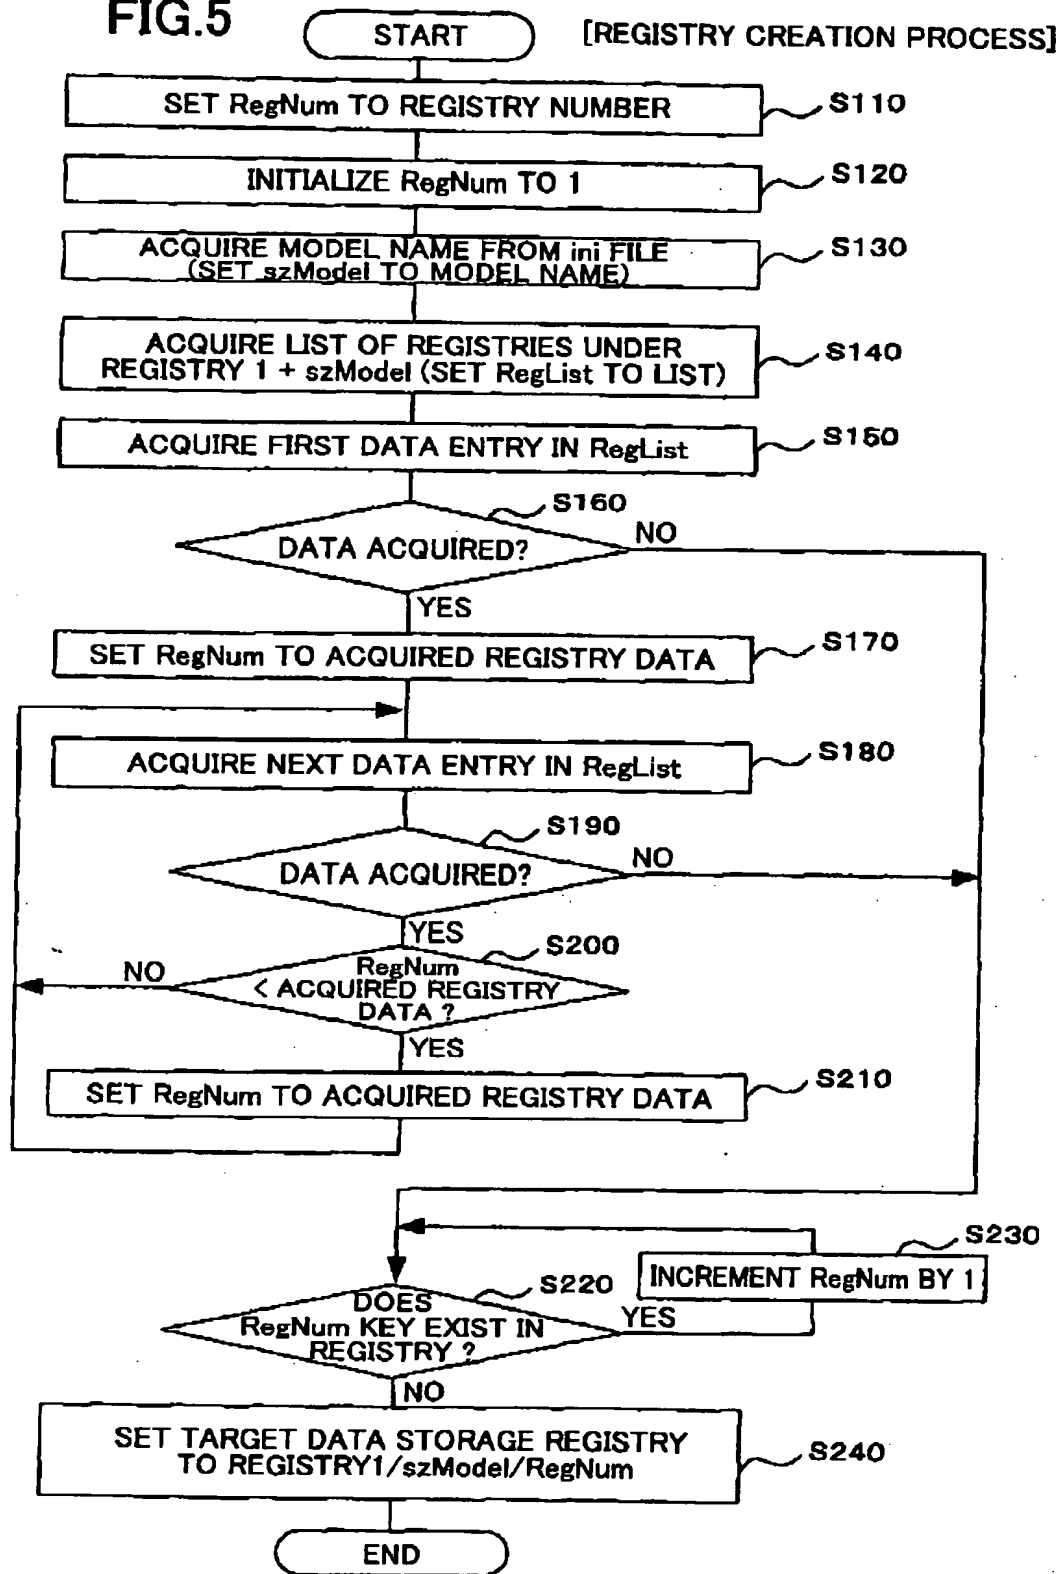 FIG.5
START
[REGISTRY CREATION PROCESS]
SET RegNum TO REGISTRY NUMBER
S110
INITIALIZE RegNum TO 1
S120
ACQUIRE MODEL NAME FROM ini FILE
(SET szModel TO MODEL NAME)
S130
ACQUIRE LIST OF REGISTRIES UNDER
REGISTRY 1 + szModel (SET RegList TO LIST)
S140
ACQUIRE FIRST DATA ENTRY IN RegList
S150
S160
DATA ACQUIRED?
NO
YES
SET RegNum TO ACQUIRED REGISTRY DATA
S170
ACQUIRE NEXT DATA ENTRY IN RegList
S180
S190
DATA ACQUIRED?
NO
YES
S200
NO
RegNum
< ACQUIRED REGISTRY
DATA ?
YES
SET RegNum TO ACQUIRED REGISTRY DATA
S210
S230
INCREMENT RegNum BY 1
S220
DOES
RegNum KEY EXIST IN
REGISTRY ?
YES
NO
SET TARGET DATA STORAGE REGISTRY
TO REGISTRY1/szModel/RegNum
S240
END